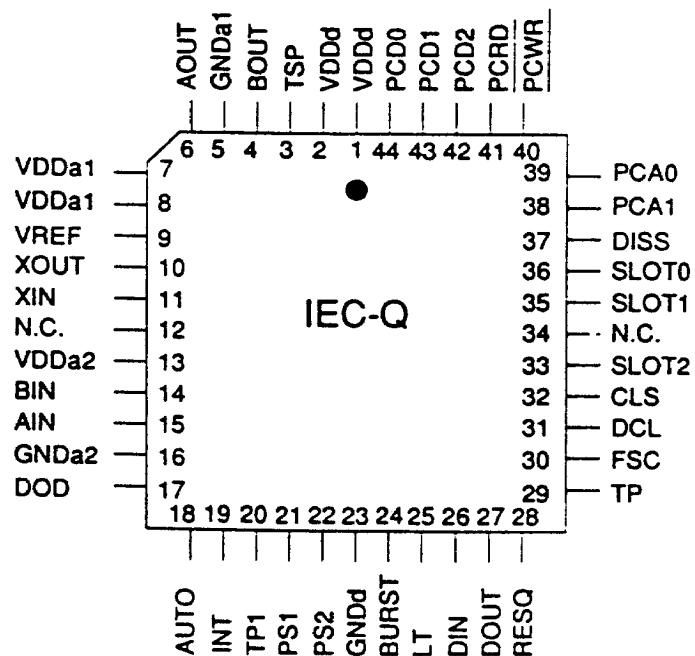 AOUT GNDa1 BOUT TSP VDDd VDDd PCD0 PCD1 PCD2 PCRD PCWR
6 5 4 3 2 1 44 43 42 41 40
VDDa1 7 39 PCA0
VDDa1 8 38 PCA1
VREF 9 37 DISS
XOUT 10 36 SLOT0
XIN 11 35 SLOT1
IEC-Q
N.C. 12 34 N.C.
VDDa2 13 33 SLOT2
BIN 14 32 CLS
AIN 15 31 DCL
GNDa2 16 30 FSC
DOD 17 29 TP
18 19 20 21 22 23 24 25 26 27 28
AUTO INT TP1 PS1 PS2 GNDd BURST LT DIN DOUT RESQ